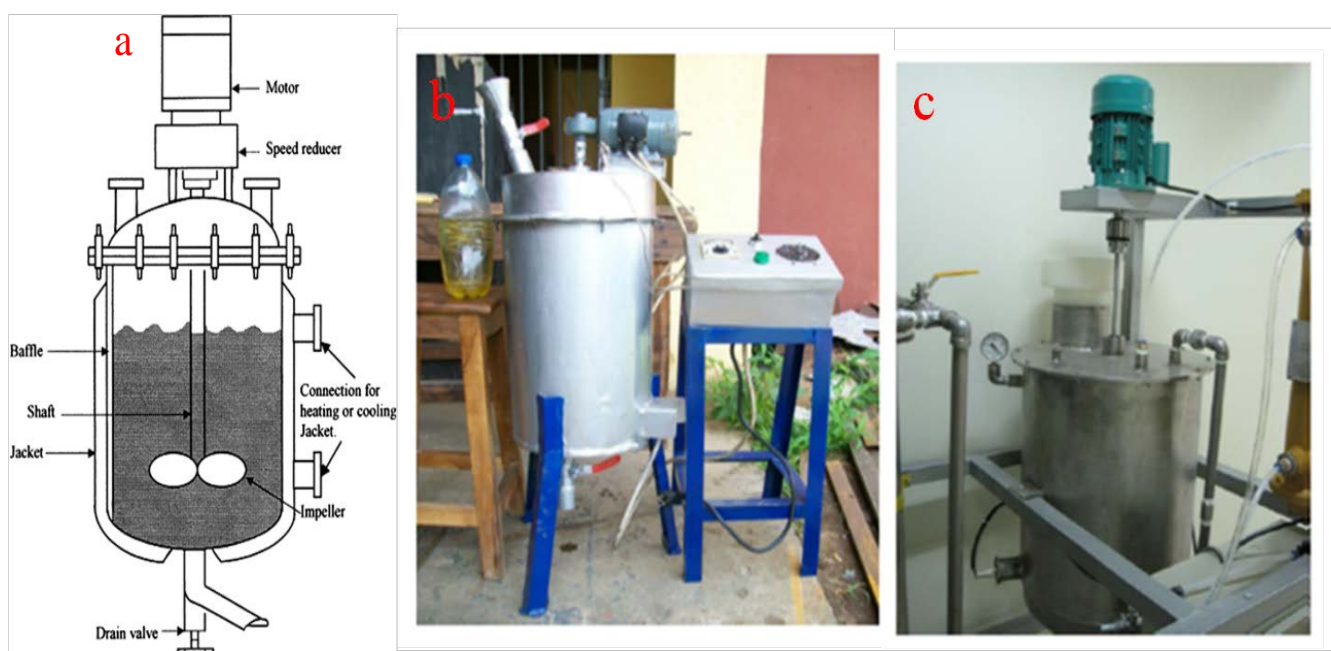 a
Motor
Speed reducer
Baffle
Shaft
Jacket
Connection for
heating or cooling
Jacket.
Impeller
Drain valve
b
c